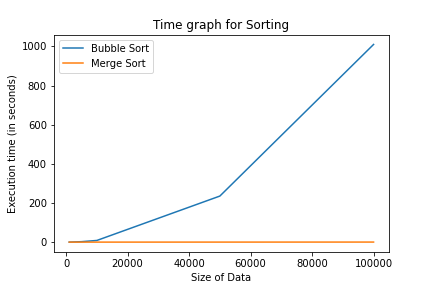 Time graph for Sorting
Bubble Sort
Merge Sort
Execution time (in seconds)
1000
800
600
400
200
0
0 20000 40000 60000 80000 100000
Size of Data